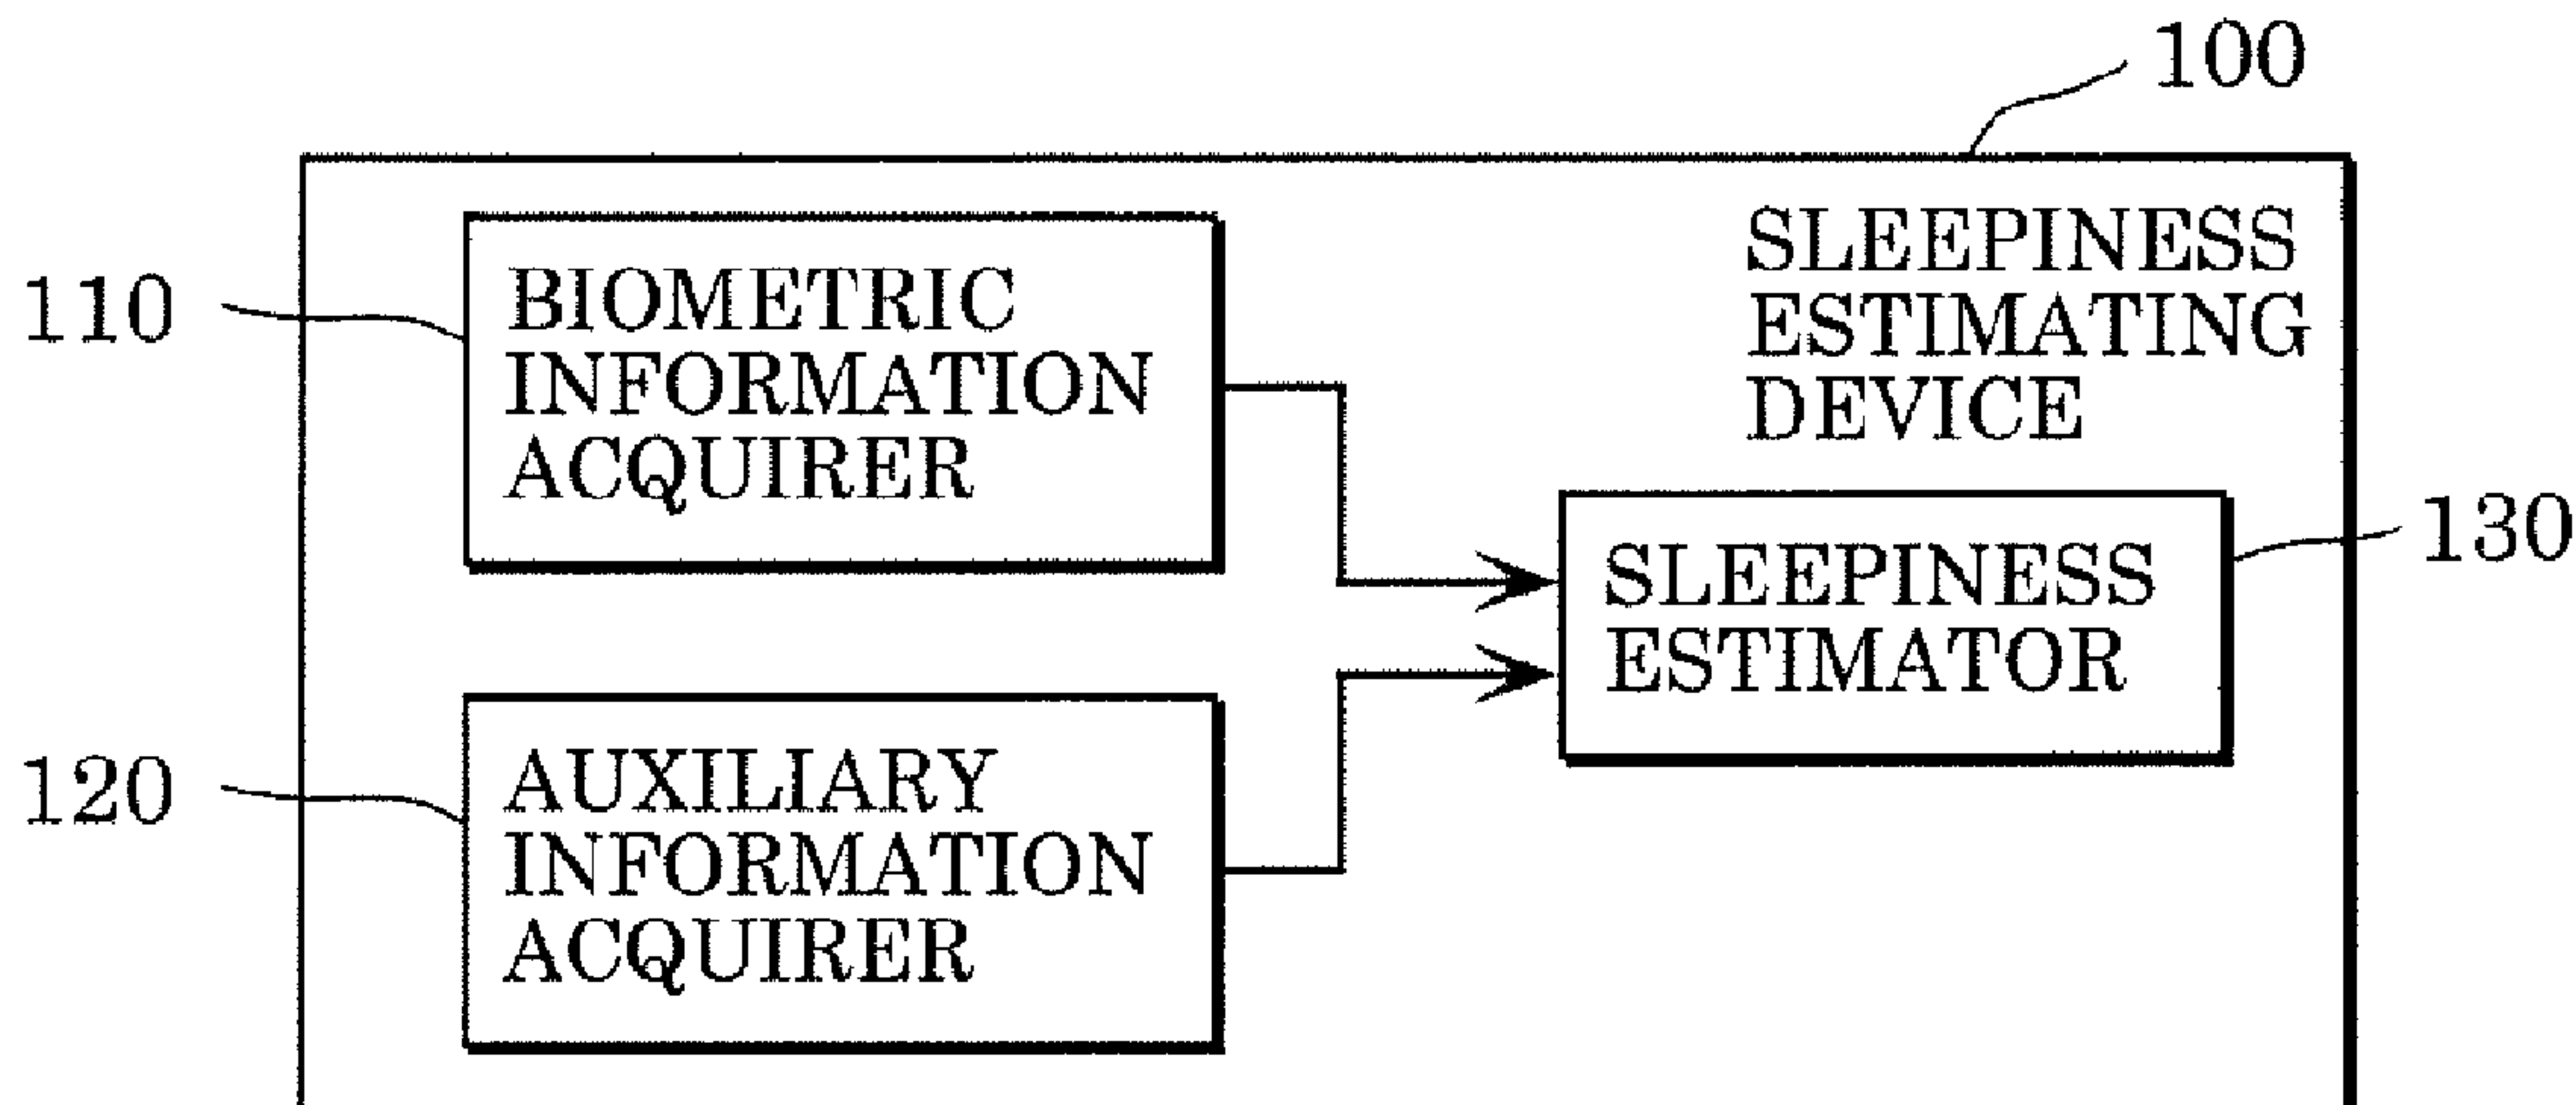 100
SLEEPINESS
ESTIMATING
DEVICE
110
BIOMETRIC
INFORMATION
ACQUIRER
130
SLEEPINESS
ESTIMATOR
120
AUXILIARY
INFORMATION
ACQUIRER